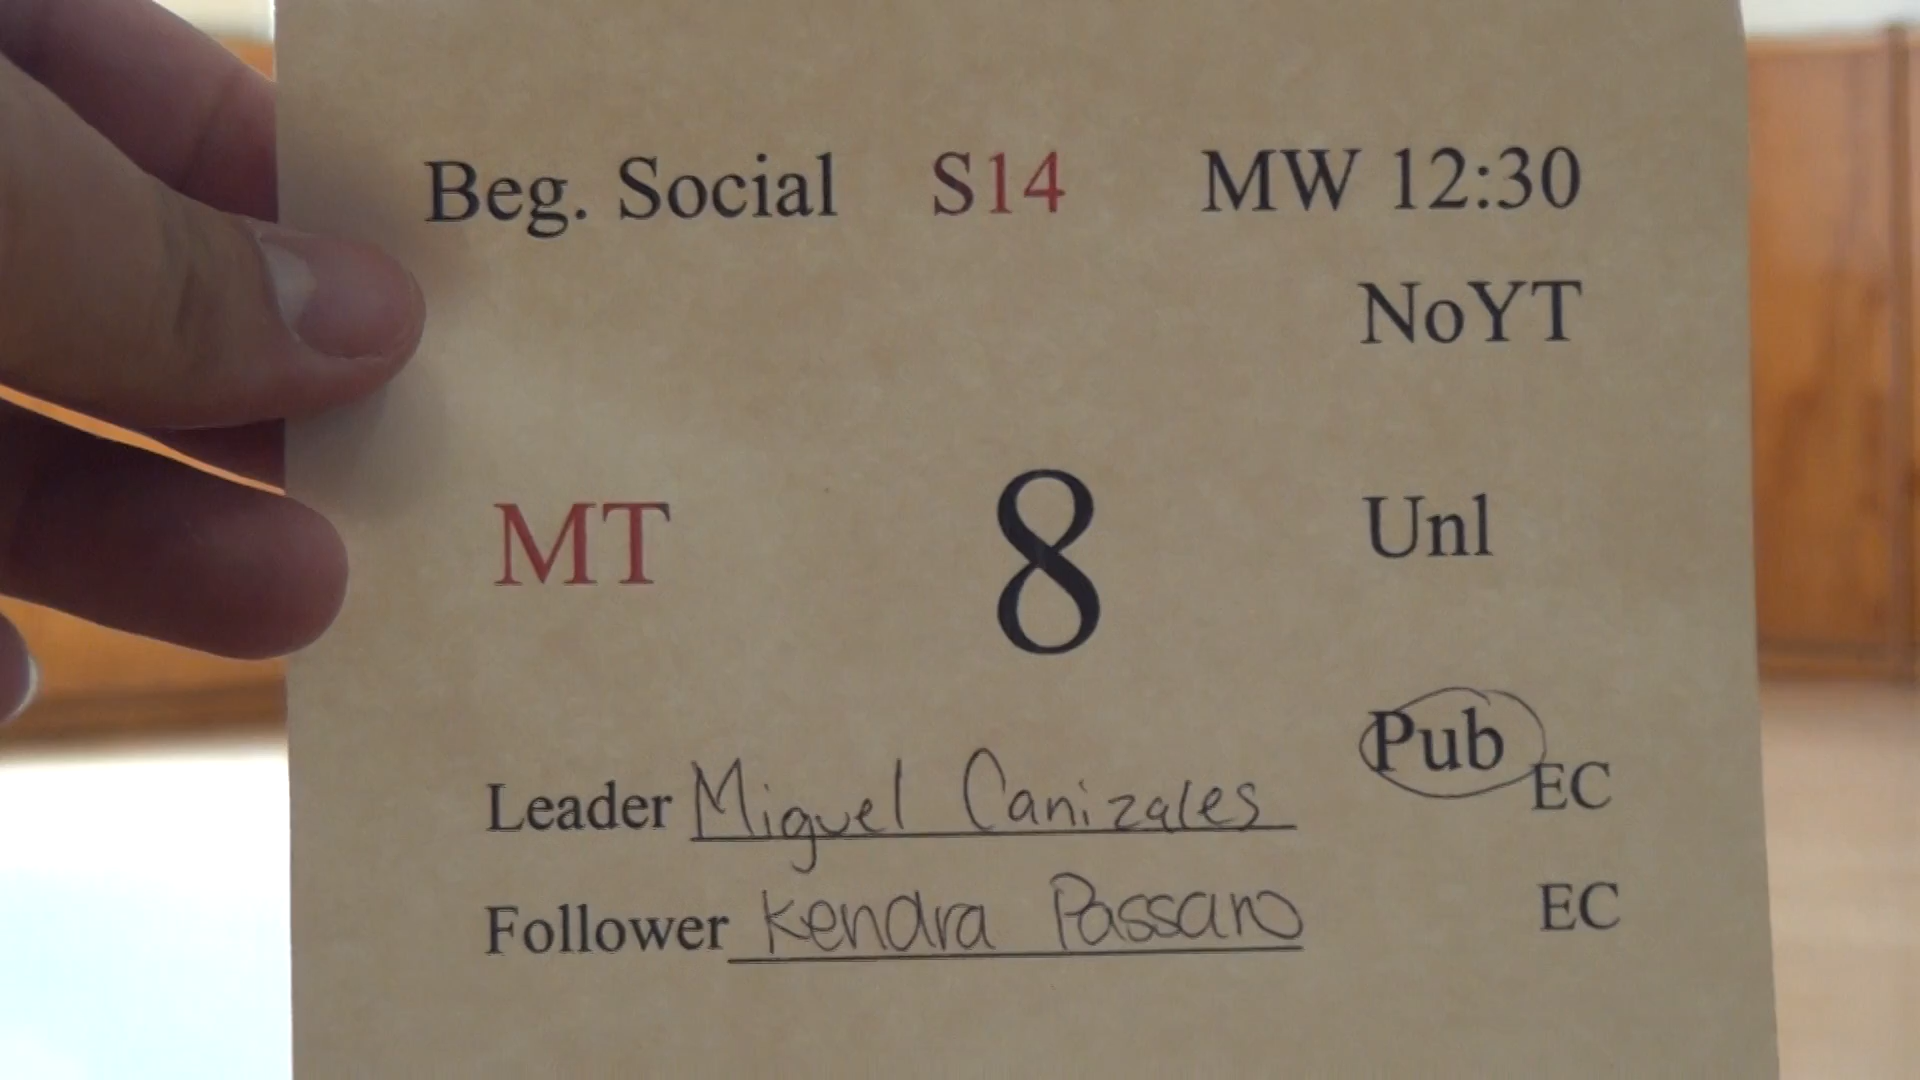 Beg. Social S14 MW 12:30
NoYT
MT 8 Unl
Pub
Leader Miguel Canizales EC
Follower Kendra Passaro EC